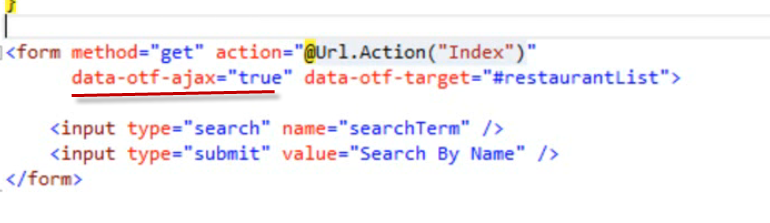 }
<form method="get" action="@Url.Action("Index")"
data-otf-ajax="true" data-otf-target="#restaurantList">
<input type="search" name="searchTerm" />
<input type="submit" value="Search By Name" />
</form>